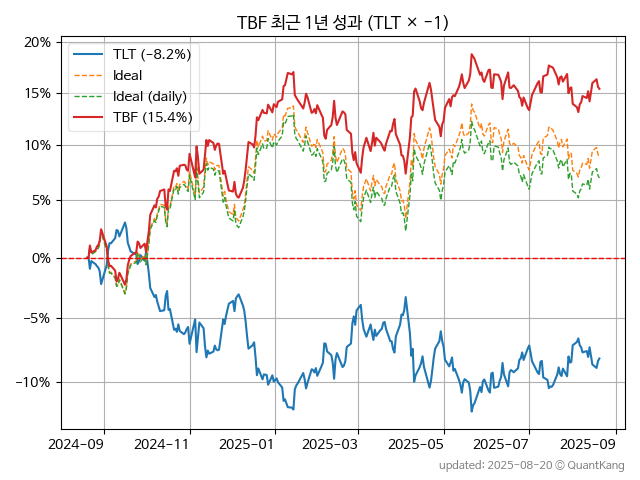 TBF 최근 1년 성과 (TLT × −1)
20%
15%
10%
5%
0%
−5%
−10%
TLT (-8.2%)
Ideal
Ideal (daily)
TBF (15.4%)
2024-09 2024-11 2025-01 2025-03 2025-05 2025-07 2025-09
updated: 2025-08-20 © QuantKang